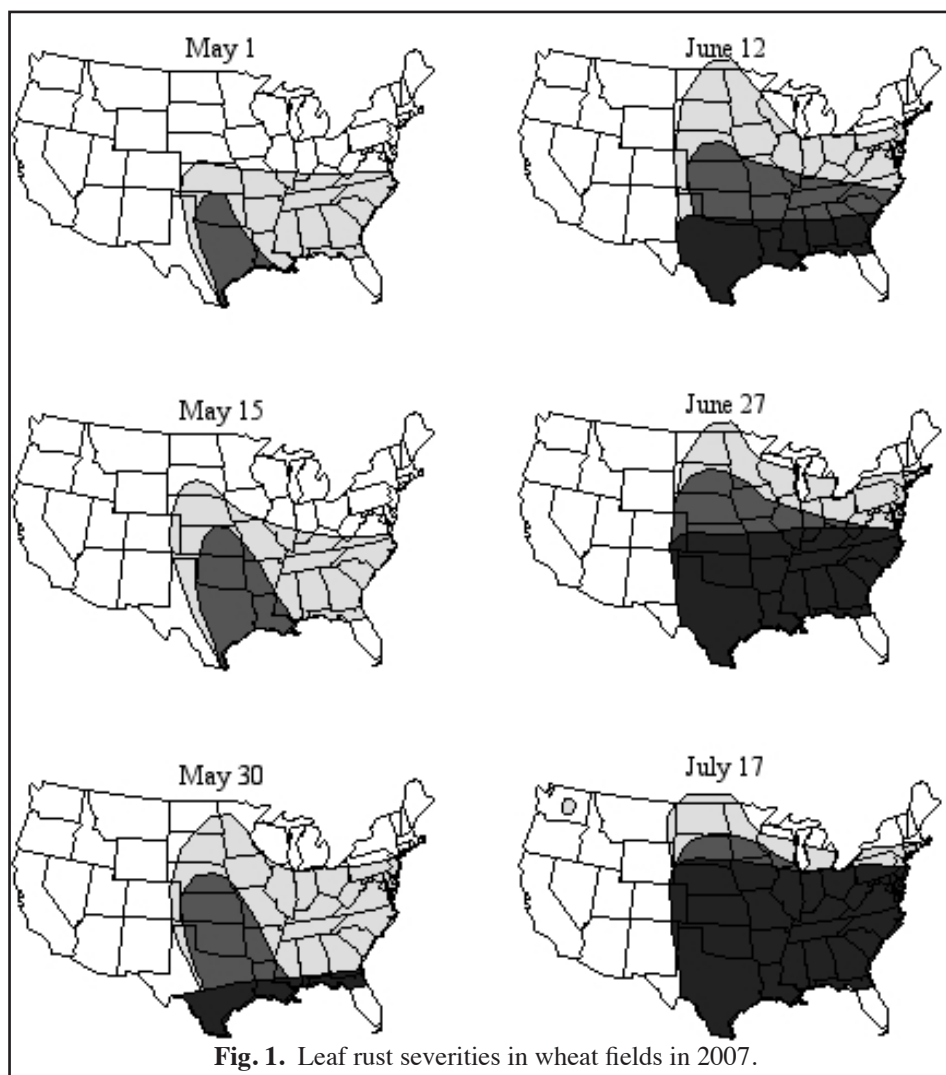 May 1
June 12
May 15
June 27
May 30
July 17
Fig. 1. Leaf rust severities in wheat fields in 2007.